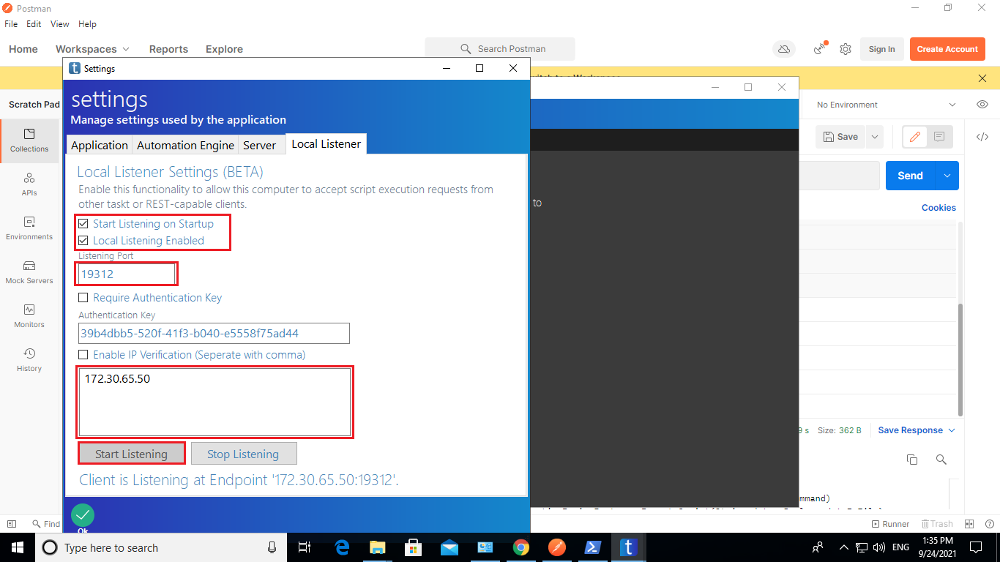 Postman
File Edit View Help
Home Workspaces Reports Explore Search Postman Sign In Create Account
Settings
settings
Manage settings used by the application
Scratch Pad
No Environment
Application Automation Engine Server Local Listener
Collections
Save
APIs
Environments
Mock Servers
Monitors
History
Local Listener Settings (BETA)
Enable this functionality to allow this computer to accept script execution requests from
other taskt or REST-capable clients.
Start Listening on Startup
Local Listening Enabled
Listening Port
19312
Require Authentication Key
Authentication Key
39b4dbb5-520f-41f3-b040-e5558f75ad44
Enable IP Verification (Seperate with comma)
172.30.65.50
Start Listening Stop Listening
Client is Listening at Endpoint '172.30.65.50:19312'.
Ok
to
Send
Cookies
9 s Size: 362 B Save Response
mmand)
Find
Runner Trash
Type here to search
ENG
1:35 PM
9/24/2021